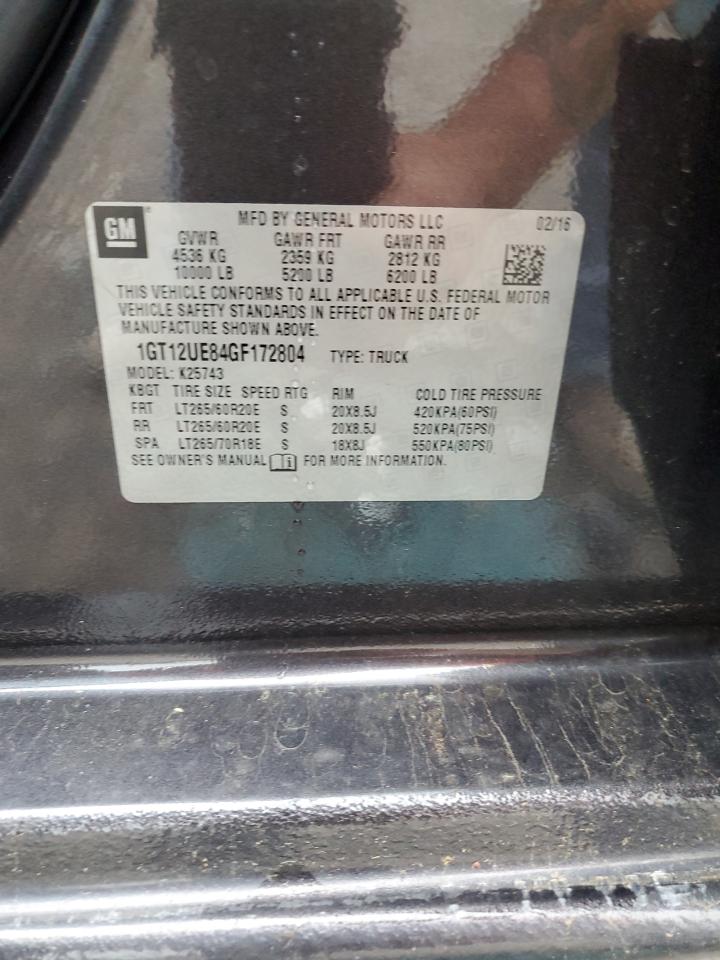 GM MFD BY GENERAL MOTORS LLC 02/16
GVWR GAWR FRT GAWR RR
4536 KG 2359 KG 2812 KG
10000 LB 5200 LB 6200 LB
THIS VEHICLE CONFORMS TO ALL APPLICABLE U.S. FEDERAL MOTOR
VEHICLE SAFETY STANDARDS IN EFFECT ON THE DATE OF
MANUFACTURE SHOWN ABOVE.
1GT12UE84GF172804 TYPE: TRUCK
MODEL: K25743
KBGT TIRE SIZE SPEED RTG RIM COLD TIRE PRESSURE
FRT LT265/60R20E S 20X8.5J 420KPA(60PSI)
RR LT265/60R20E S 20X8.5J 520KPA(75PSI)
SPA LT265/70R18E S 18X8J 550KPA(80PSI)
SEE OWNER'S MANUAL FOR MORE INFORMATION.